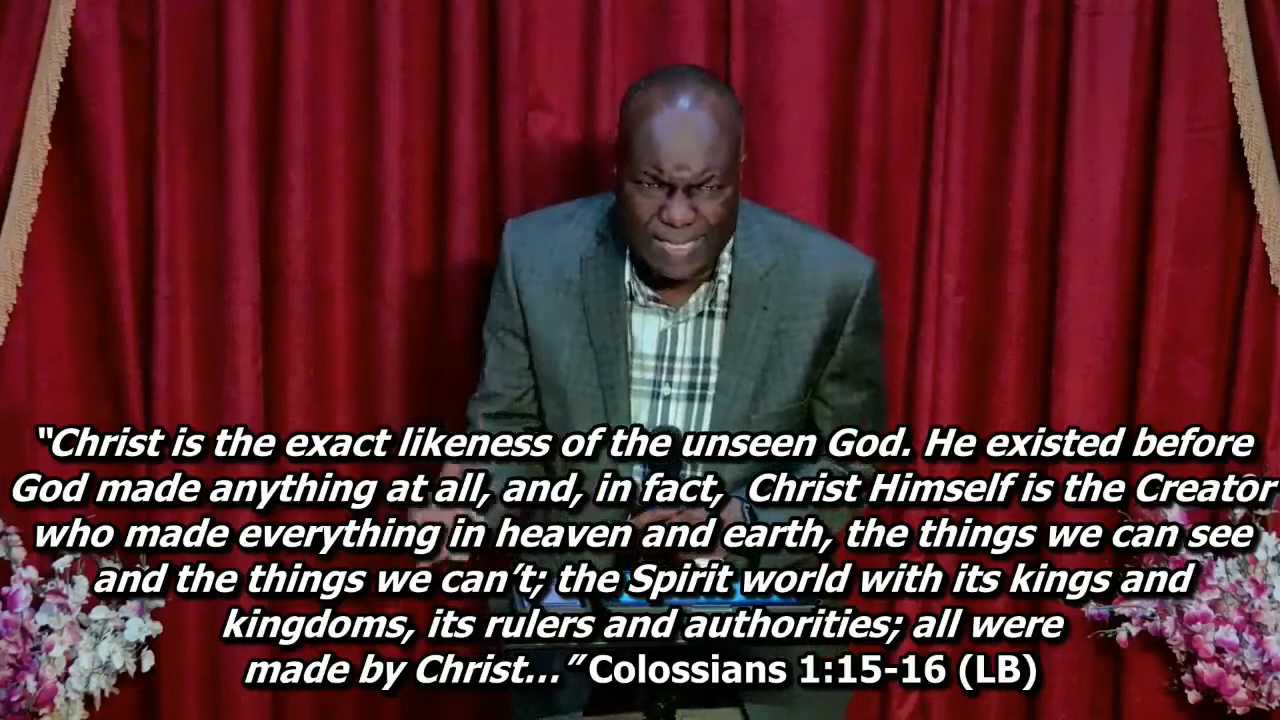 “Christ is the exact likeness of the unseen God. He existed before
God made anything at all, and, in fact,  Christ Himself is the Creator
who made everything in heaven and earth, the things we can see
and the things we can’t; the Spirit world with its kings and
kingdoms, its rulers and authorities; all were
made by Christ…” Colossians 1:15-16 (LB)